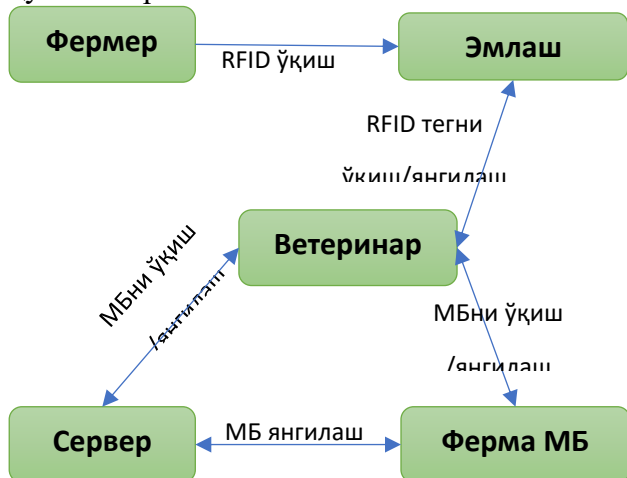 Фермер
Эмлаш
RFID ўқиш
RFID тегни
ўқиш/янгилаш
Ветеринар
МБни ўқиш
/янгилаш
МБни ўқиш
/янгилаш
Сервер
МБ янгилаш
Ферма МБ